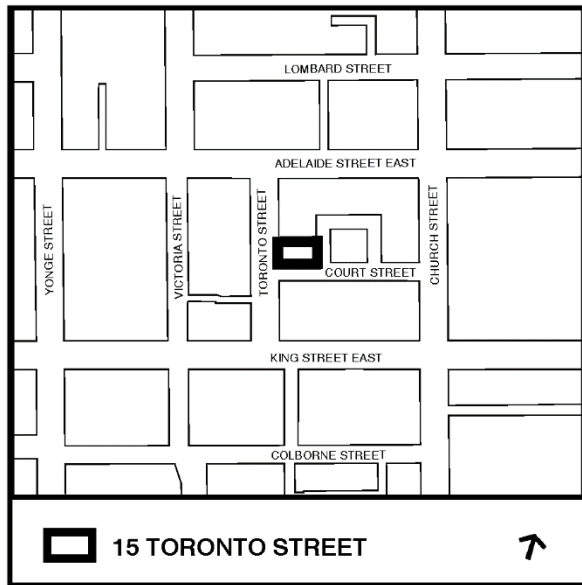 LOMBARD STREET
ADELAIDE STREET EAST
YONGE STREET
VICTORIA STREET
TORONTO STREET
CHURCH STREET
COURT STREET
KING STREET EAST
COLBORNE STREET
15 TORONTO STREET